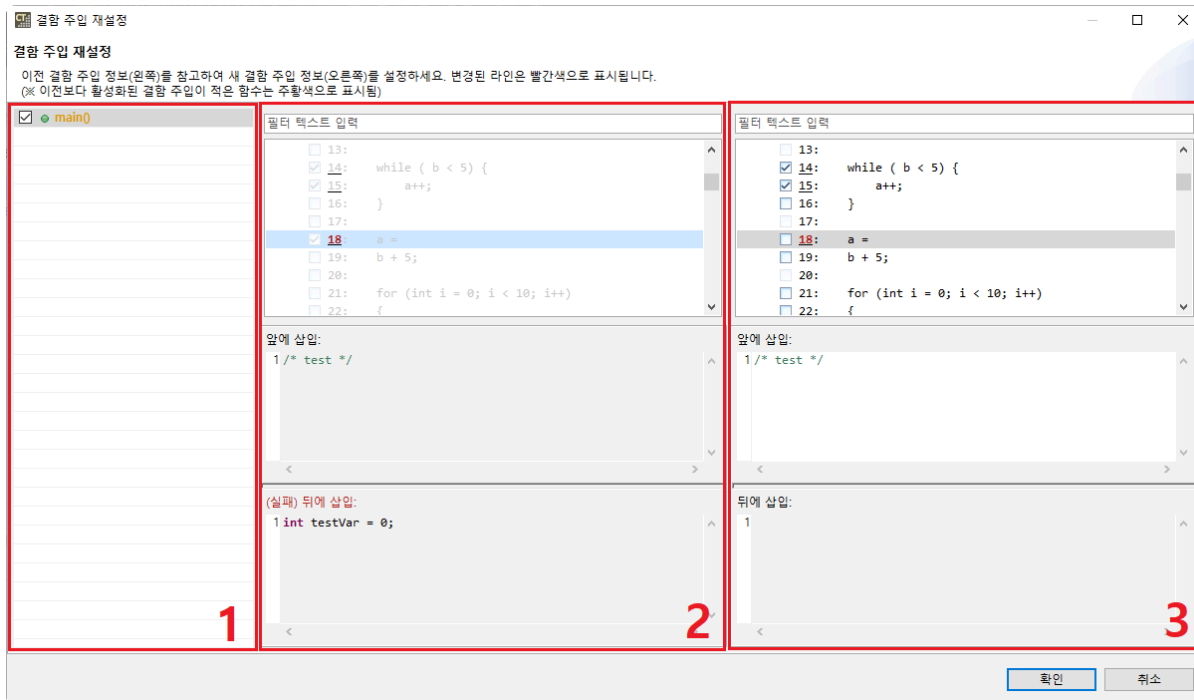 CT 결함 주입 재설정
결함 주입 재설정
이전 결함 주입 정보(왼쪽)를 참고하여 새 결함 주입 정보(오른쪽)를 설정하세요. 변경된 라인은 빨간색으로 표시됩니다.
(※ 이전보다 활성화된 결함 주입이 적은 함수는 주황색으로 표시됨)
main()
1
필터 텍스트 입력
13:
14: while ( b < 5) {
15: a++;
16: }
17:
18: a =
19: b + 5;
20:
21: for (int i = 0; i < 10; i++)
22: {
앞에 삽입:
1 /* test */
(실패) 뒤에 삽입:
1 int testVar = 0;
2
필터 텍스트 입력
13:
14: while ( b < 5) {
15: a++;
16: }
17:
18: a =
19: b + 5;
20:
21: for (int i = 0; i < 10; i++)
22: {
앞에 삽입:
1 /* test */
뒤에 삽입:
1
3
확인
취소